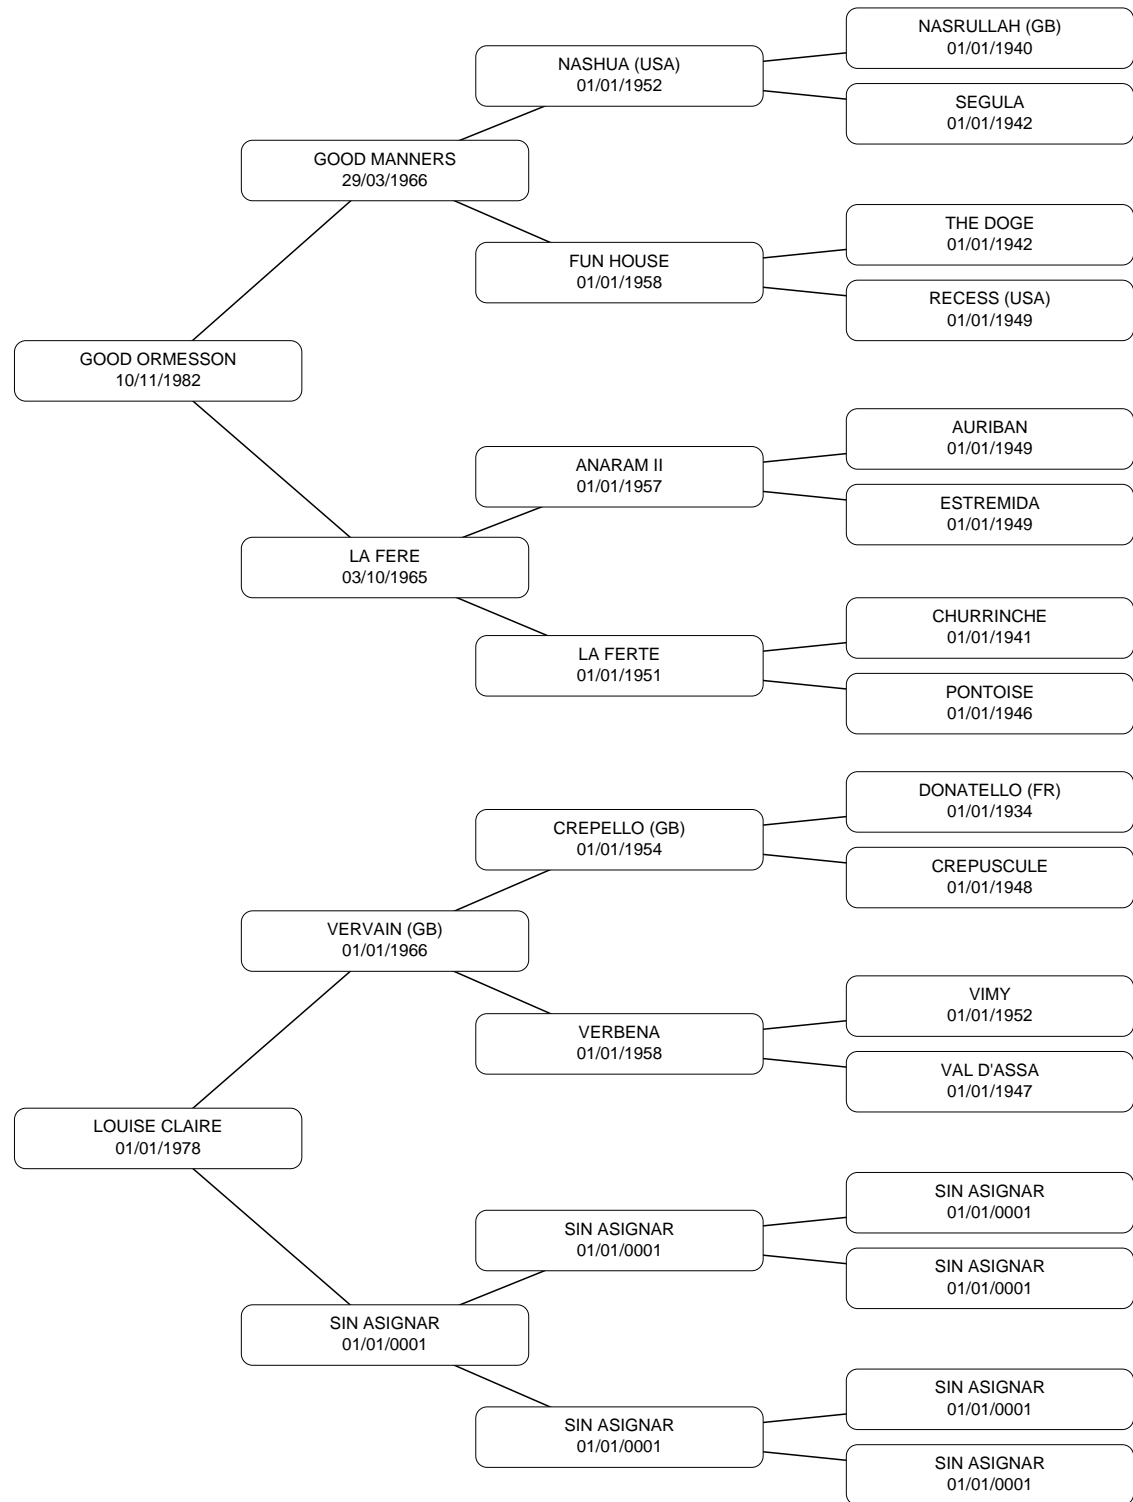 NASRULLAH (GB)
01/01/1940
NASHUA (USA)
01/01/1952
SEGULA
01/01/1942
GOOD MANNERS
29/03/1966
THE DOGE
01/01/1942
FUN HOUSE
01/01/1958
RECESS (USA)
01/01/1949
GOOD ORMESSON
10/11/1982
AURIBAN
01/01/1949
ANARAM II
01/01/1957
ESTREMIDA
01/01/1949
LA FERE
03/10/1965
CHURRINCHE
01/01/1941
LA FERTE
01/01/1951
PONTOISE
01/01/1946
DONATELLO (FR)
01/01/1934
CREPELLO (GB)
01/01/1954
CREPUSCULE
01/01/1948
VERVAIN (GB)
01/01/1966
VIMY
01/01/1952
VERBENA
01/01/1958
VAL D'ASSA
01/01/1947
LOUISE CLAIRE
01/01/1978
SIN ASIGNAR
01/01/0001
SIN ASIGNAR
01/01/0001
SIN ASIGNAR
01/01/0001
SIN ASIGNAR
01/01/0001
SIN ASIGNAR
01/01/0001
SIN ASIGNAR
01/01/0001
SIN ASIGNAR
01/01/0001